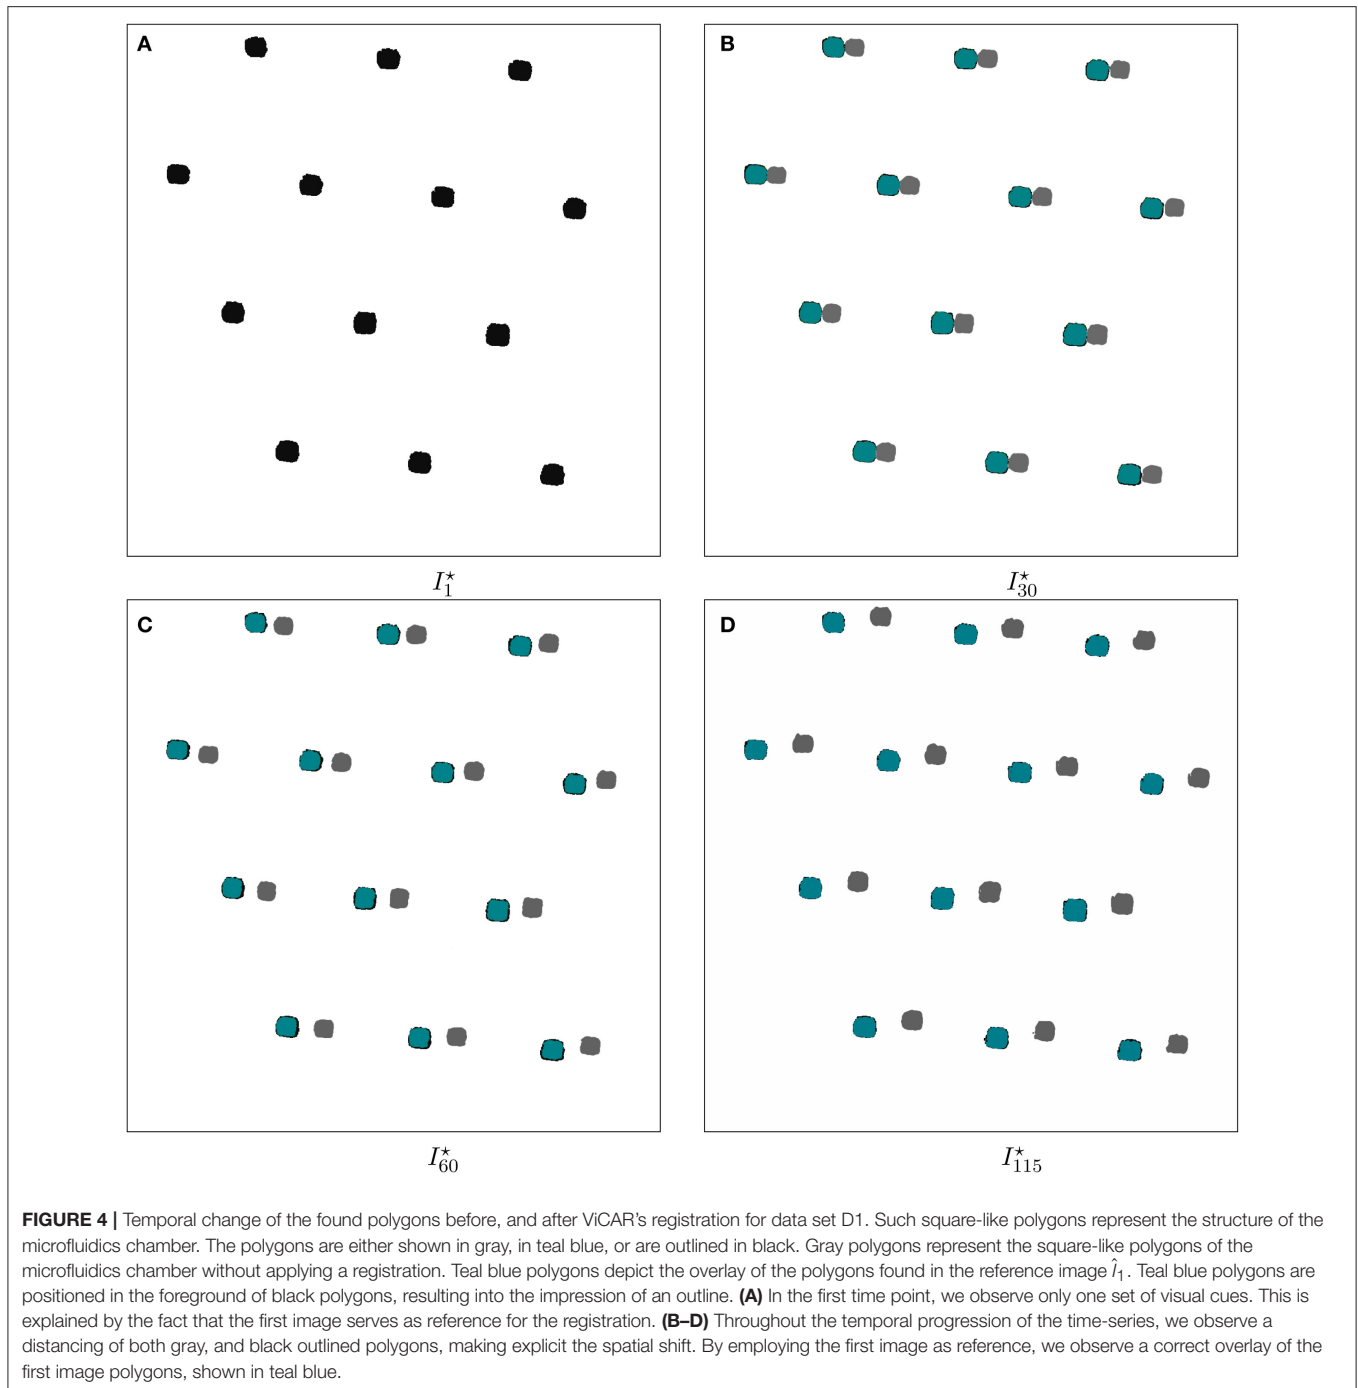 A
B
I₁*
I₃₀*
C
D
I₆₀*
I₁₁₅*
FIGURE 4 | Temporal change of the found polygons before, and after ViCAR's registration for data set D1. Such square-like polygons represent the structure of the
microfluidics chamber. The polygons are either shown in gray, in teal blue, or are outlined in black. Gray polygons represent the square-like polygons of the
microfluidics chamber without applying a registration. Teal blue polygons depict the overlay of the polygons found in the reference image Î₁. Teal blue polygons are
positioned in the foreground of black polygons, resulting into the impression of an outline. (A) In the first time point, we observe only one set of visual cues. This is
explained by the fact that the first image serves as reference for the registration. (B–D) Throughout the temporal progression of the time-series, we observe a
distancing of both gray, and black outlined polygons, making explicit the spatial shift. By employing the first image as reference, we observe a correct overlay of the
first image polygons, shown in teal blue.